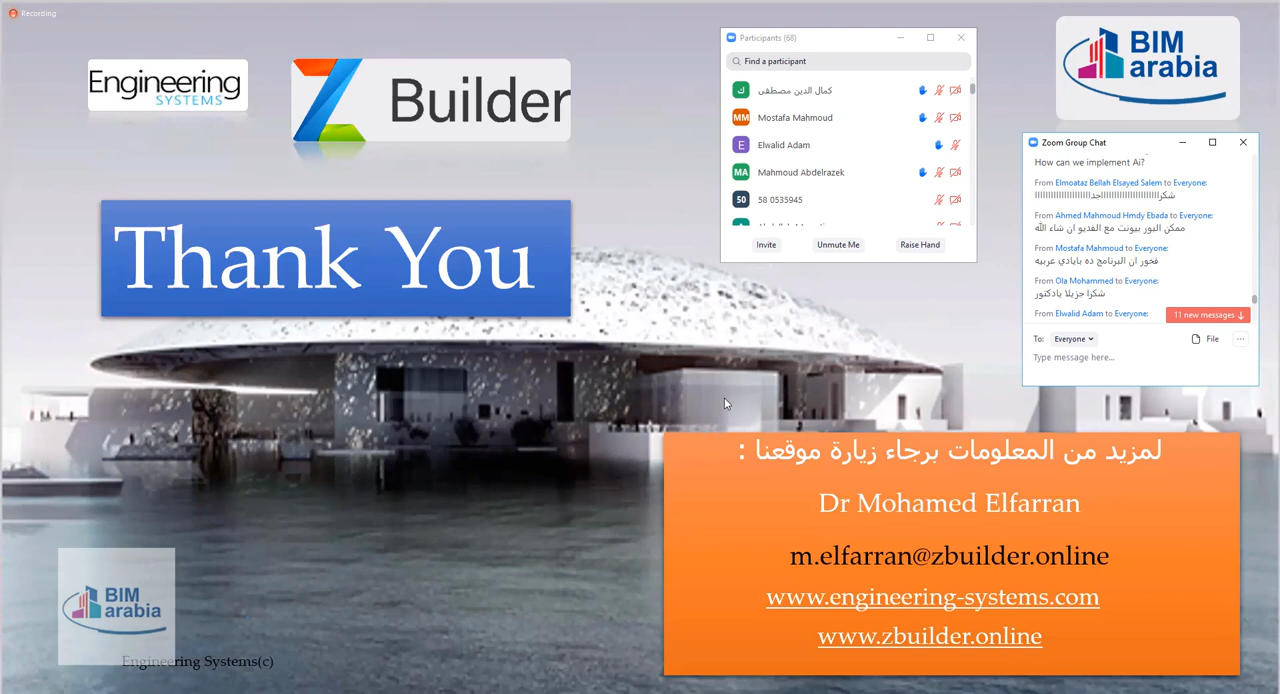 Recording
Engineering
SYSTEMS
Z Builder
Thank You
Participants (68)
Find a participant
ك كمال الدين مصطفى
MM Mostafa Mahmoud
E Elwalid Adam
MA Mahmoud Abdelrazek
50 58 0535945
Invite Unmute Me Raise Hand
BIM
arabia
Zoom Group Chat
How can we implement Ai?
From Elmoataz Bellah Elsayed Salem to Everyone:
From Ahmed Mahmoud Hmdy Ebada to Everyone:
ممكن البور بيونت مع الفديو ان شاء الله
From Mostafa Mahmoud to Everyone:
فخور ان البرنامج ده بايادي عربيه
From Ola Mohammed to Everyone:
شكرا جزيلا يادكتور
From Elwalid Adam to Everyone:
11 new messages
To: Everyone File
Type message here...
لمزيد من المعلومات برجاء زيارة موقعنا :
Dr Mohamed Elfarran
m.elfarran@zbuilder.online
www.engineering-systems.com
www.zbuilder.online
BIM
arabia
Engineering Systems(c)